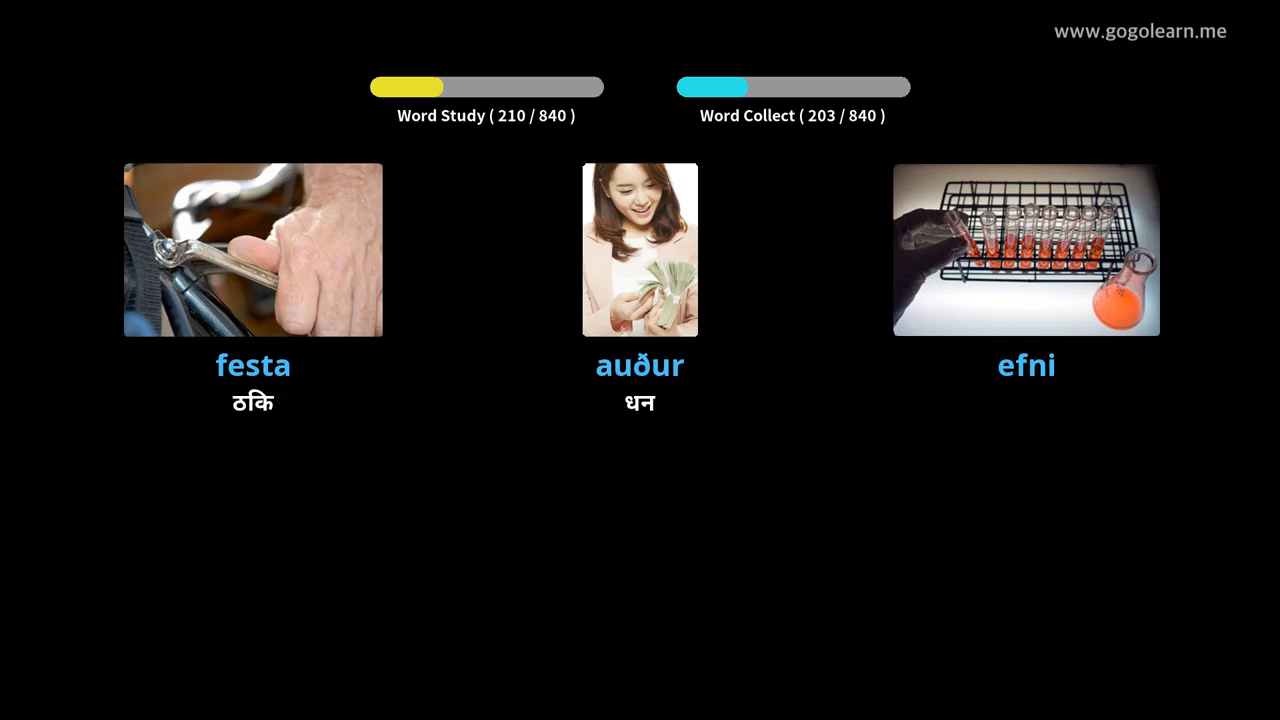 www.gogolearn.me
Word Study ( 210 / 840 )
Word Collect ( 203 / 840 )
festa
auður
efni
ठकि
धन